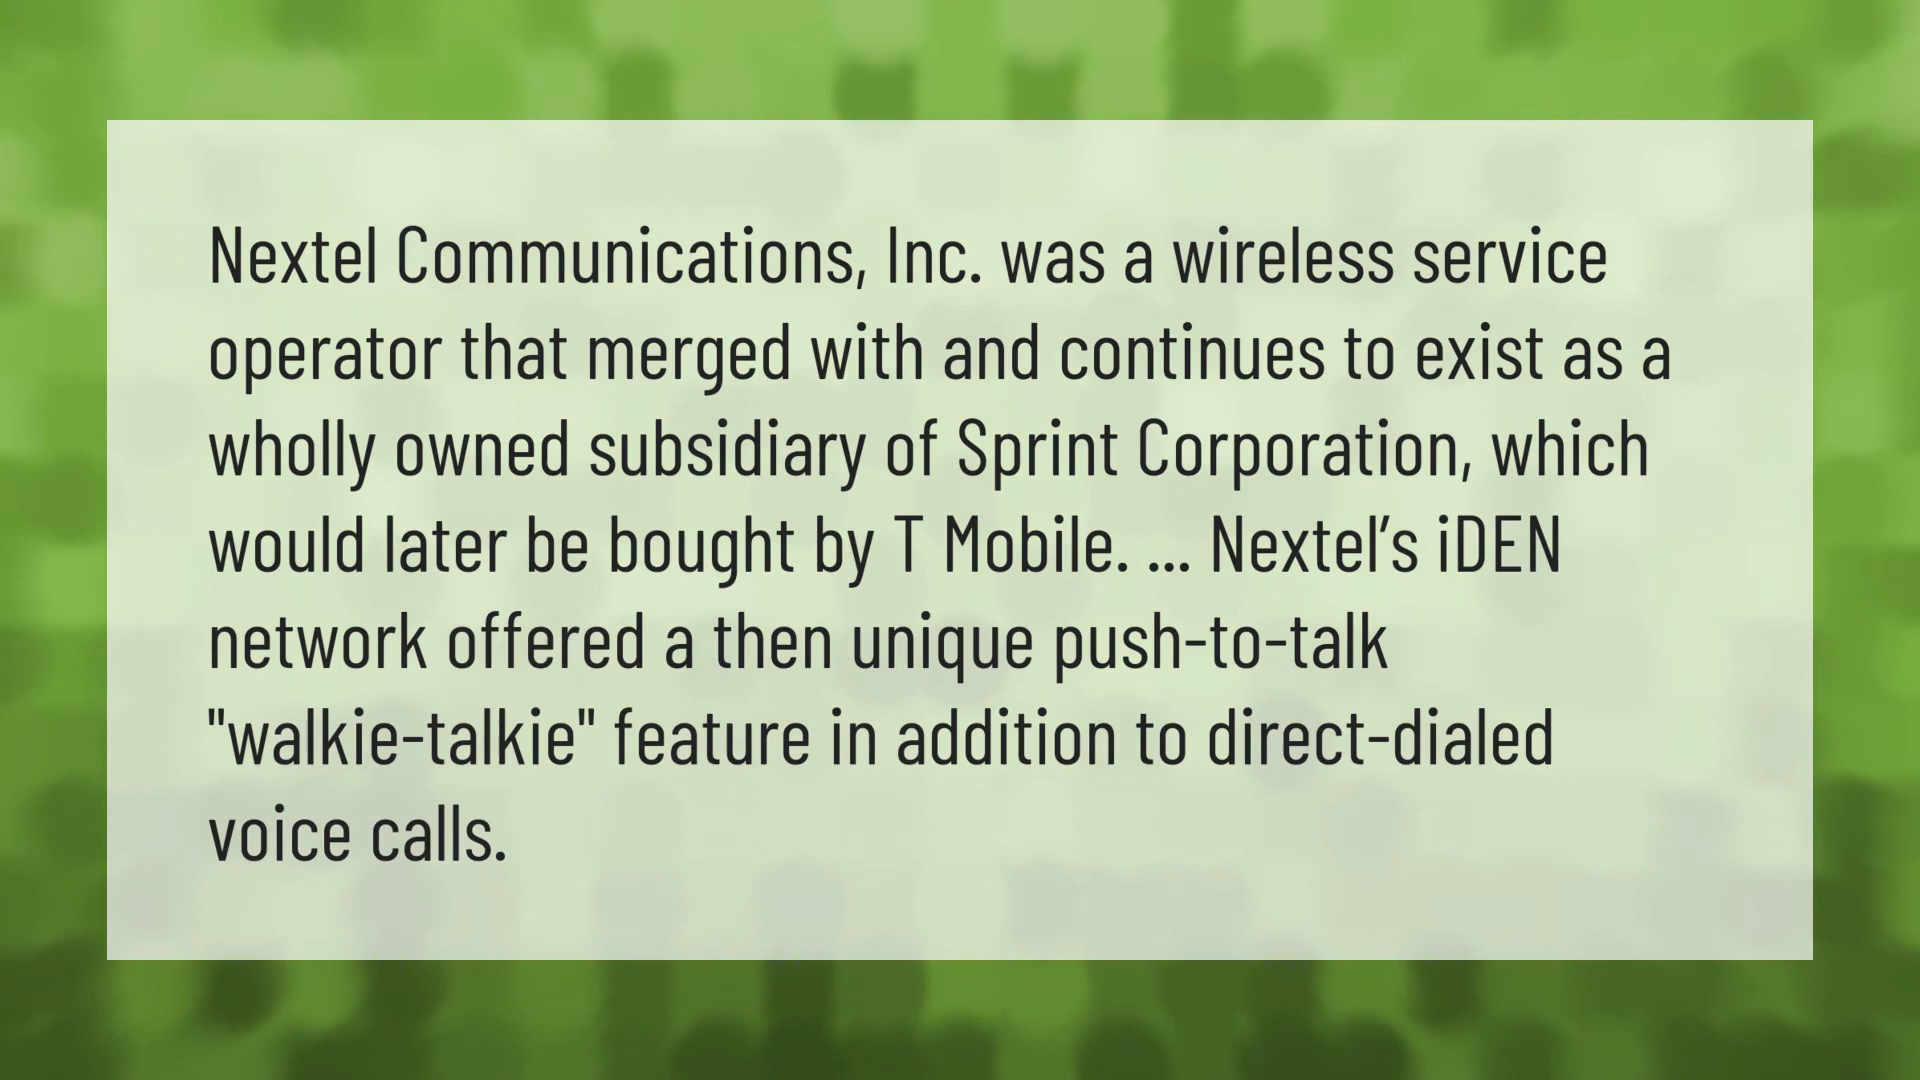 Nextel Communications, Inc. was a wireless service
operator that merged with and continues to exist as a
wholly owned subsidiary of Sprint Corporation, which
would later be bought by T Mobile. ... Nextel’s iDEN
network offered a then unique push-to-talk
"walkie-talkie" feature in addition to direct-dialed
voice calls.